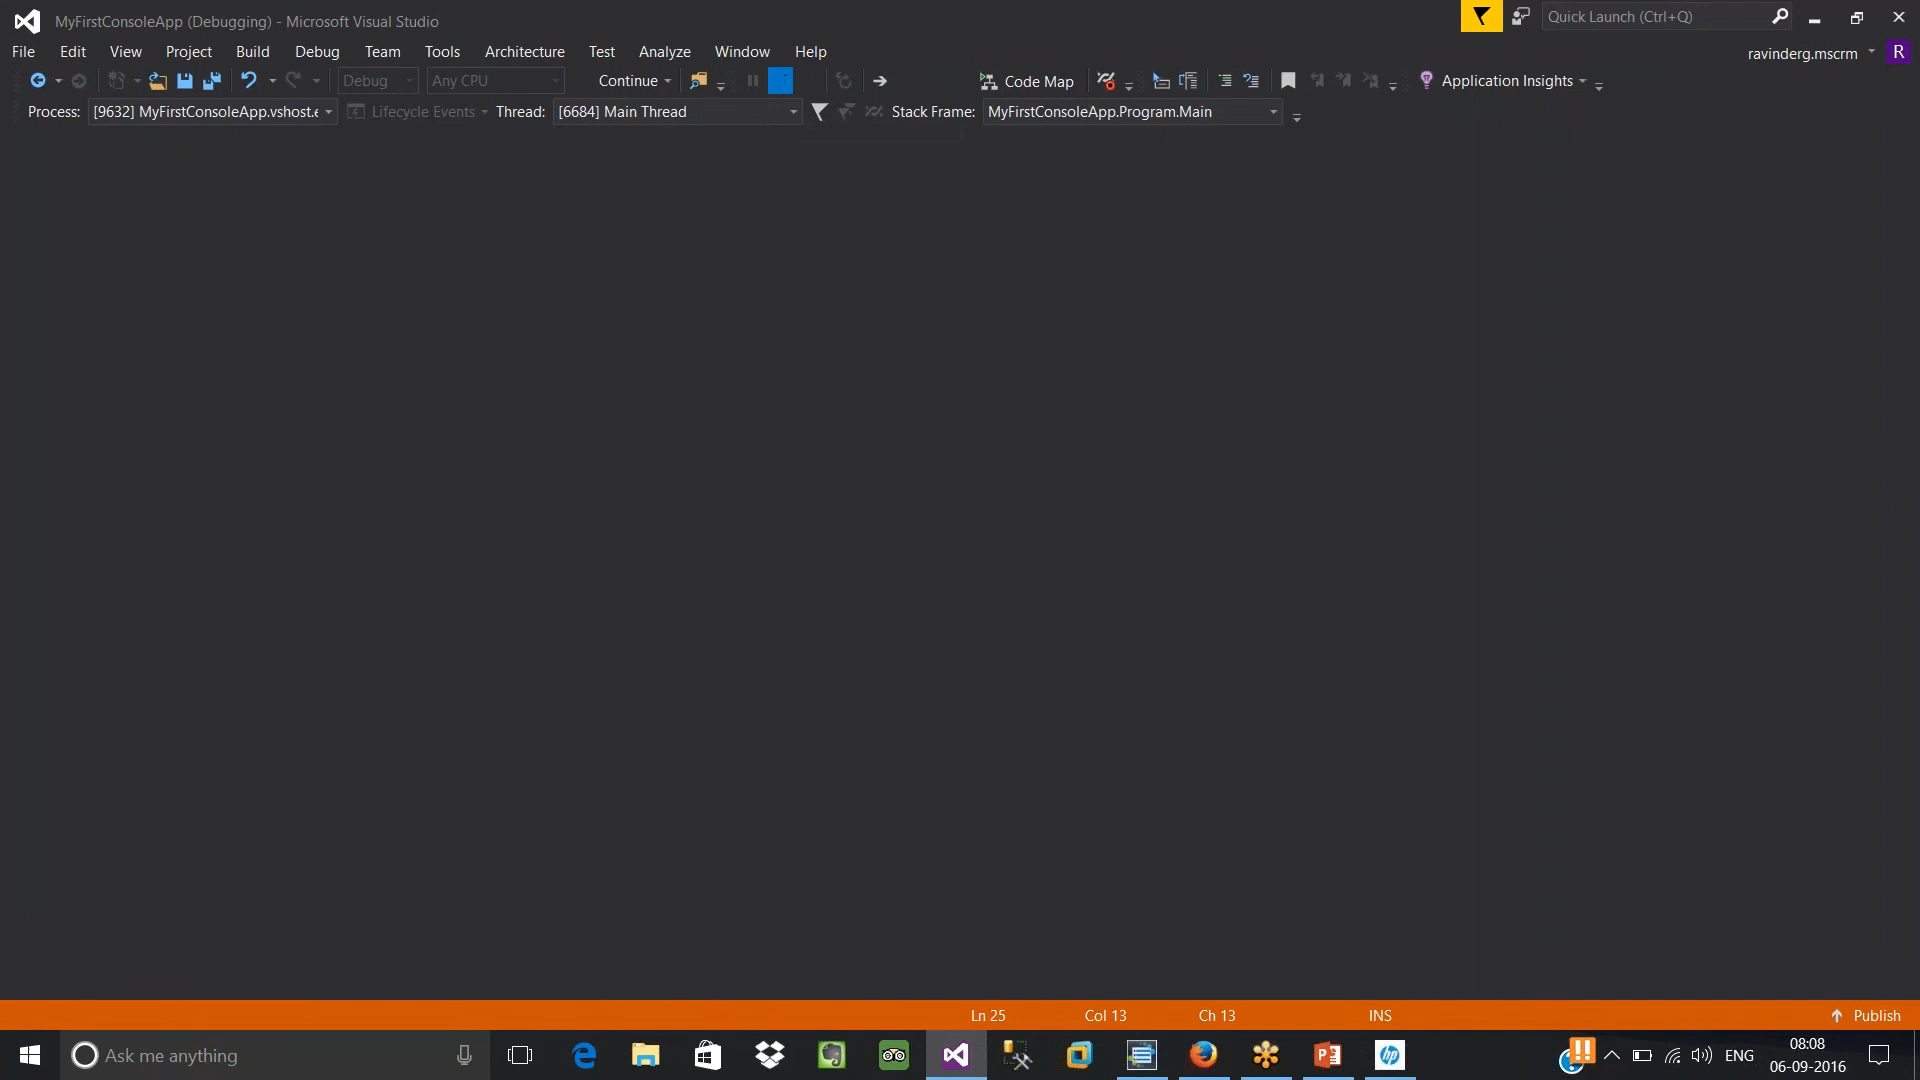 MyFirstConsoleApp (Debugging) - Microsoft Visual Studio
Quick Launch (Ctrl+Q)
File Edit View Project Build Debug Team Tools Architecture Test Analyze Window Help
ravinderg.mscrm R
Debug Any CPU Continue Code Map Application Insights
Process: [9632] MyFirstConsoleApp.vshost.e Lifecycle Events Thread: [6684] Main Thread Stack Frame: MyFirstConsoleApp.Program.Main
Ln 25 Col 13 Ch 13 INS Publish
Ask me anything
ENG
08:08
06-09-2016